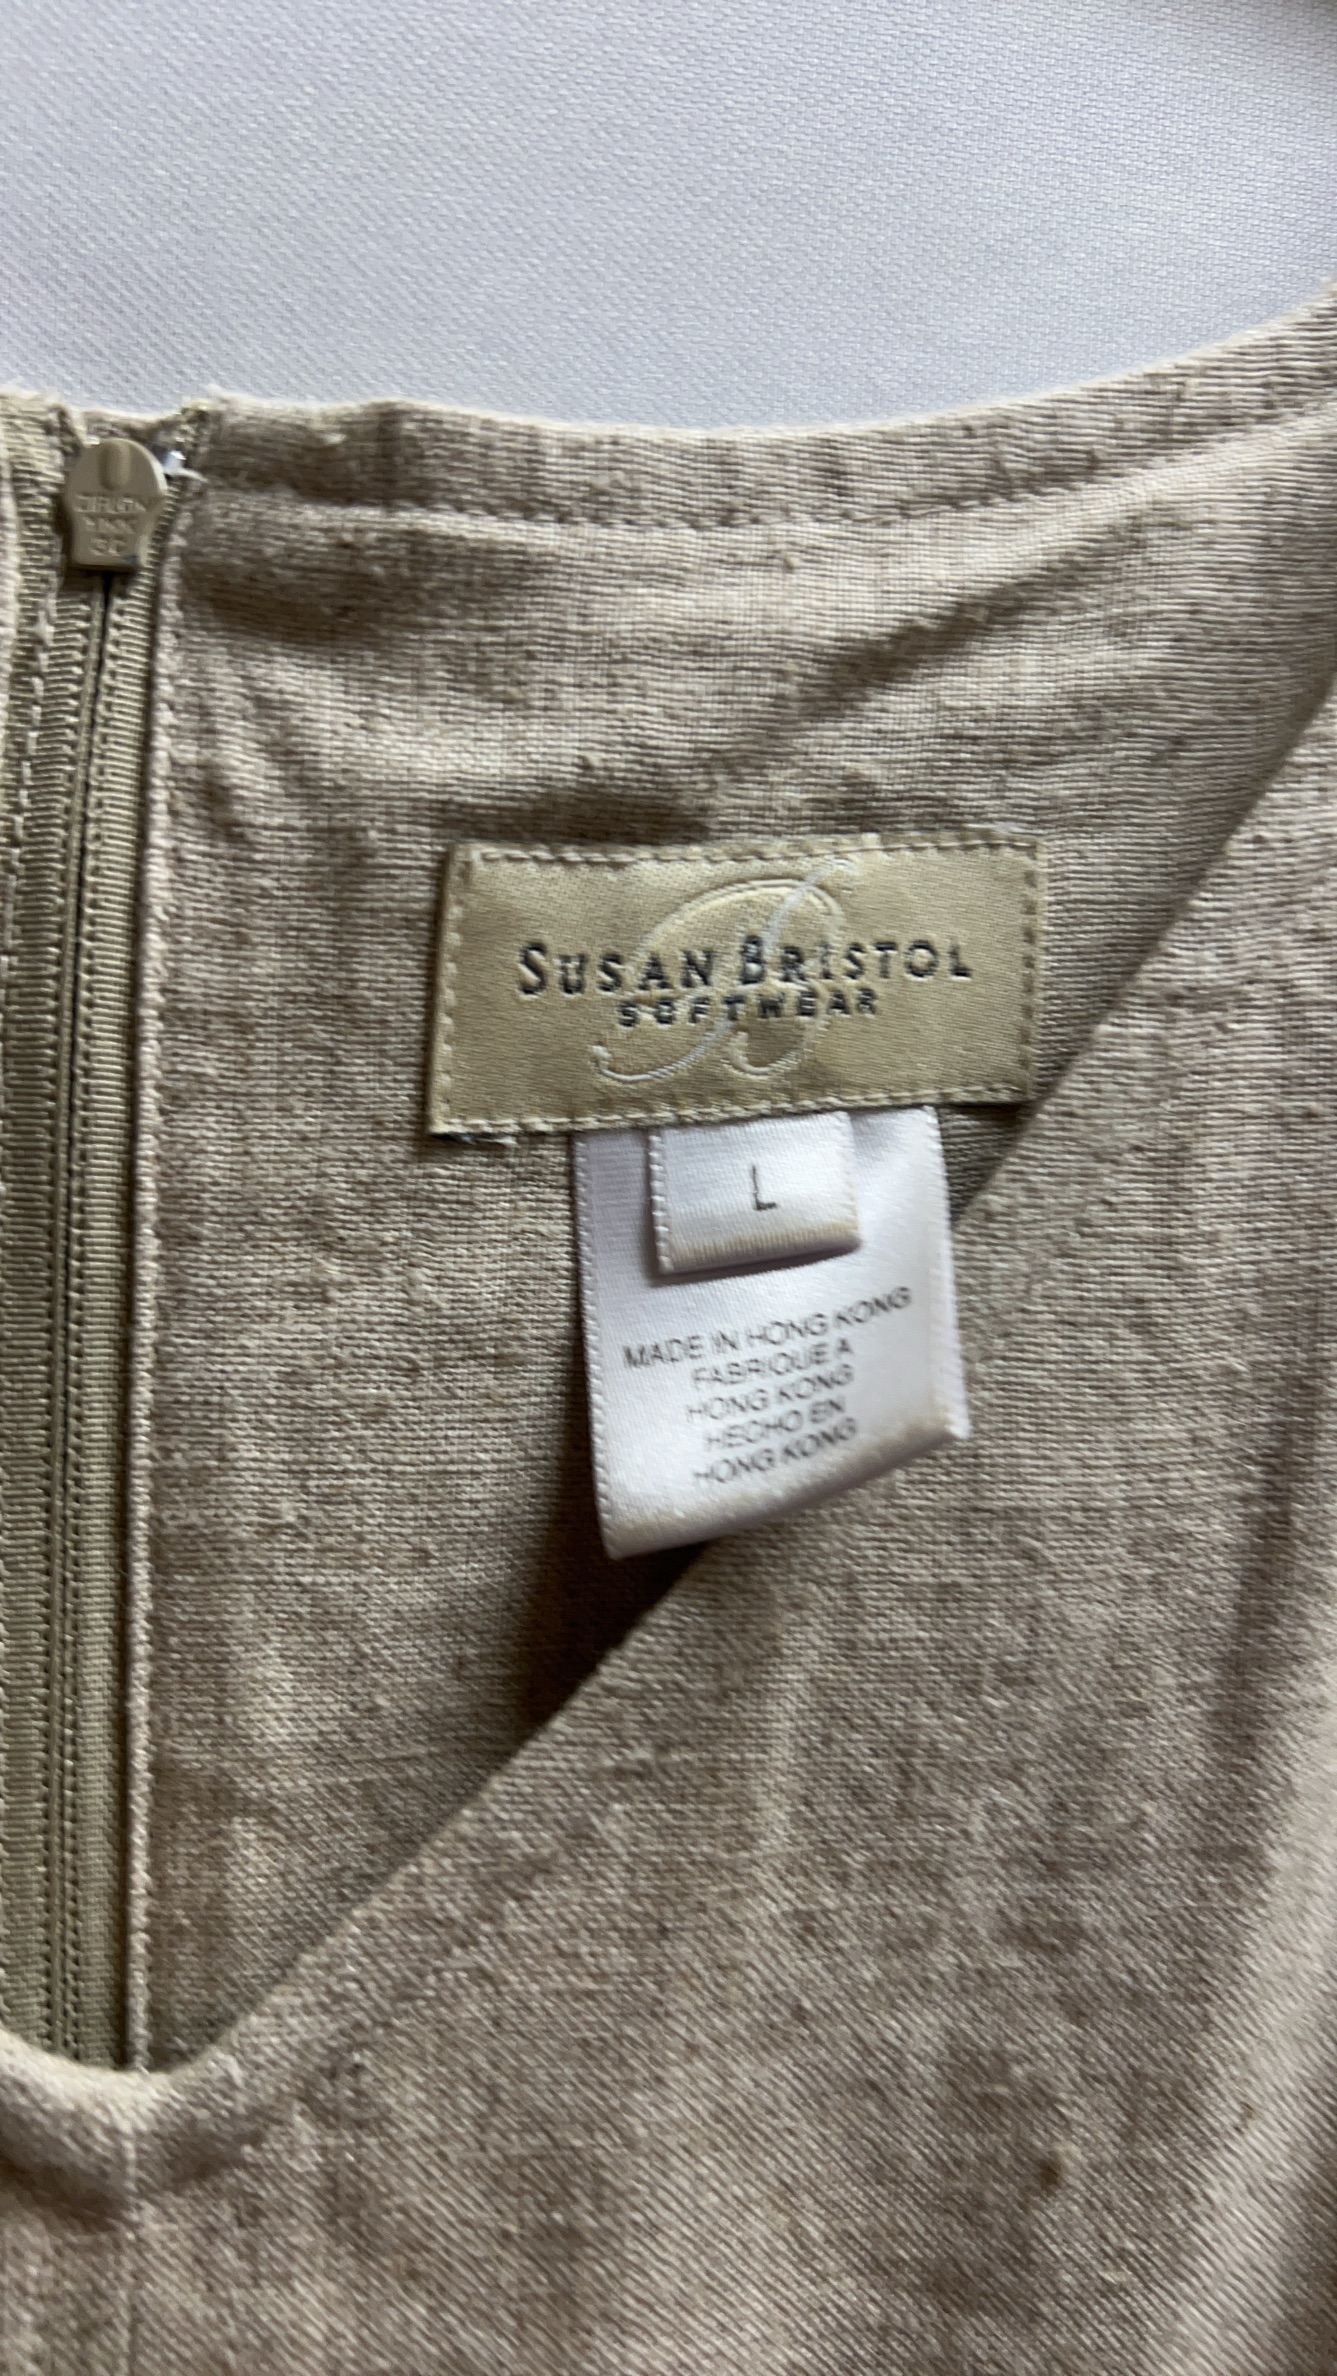 SUSAN BRISTOL
SOFTWEAR
L
MADE IN HONG KONG
FABRIQUE A
HONG KONG
HECHO EN
HONG KONG